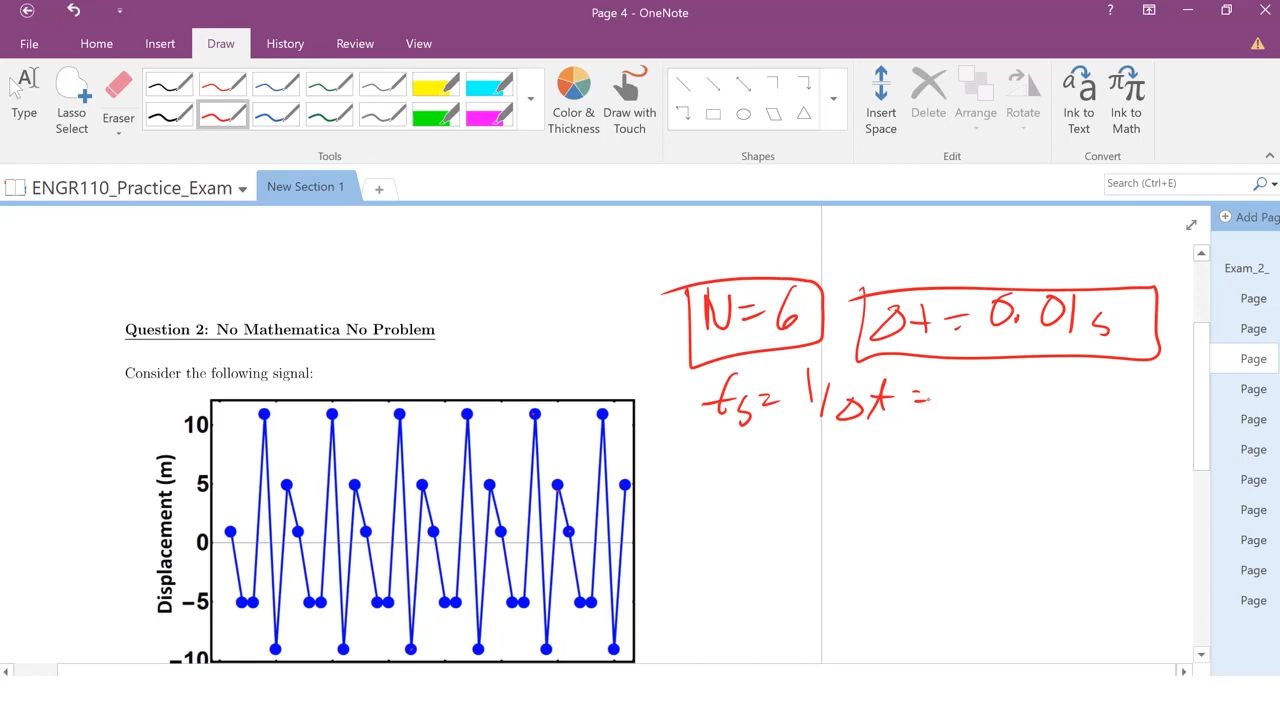 Page 4 - OneNote
?
File Home Insert Draw History Review View
Type
Lasso Select
Eraser
Color & Thickness
Draw with Touch
Insert Space
Delete
Arrange
Rotate
Ink to Text
Ink to Math
Tools
Shapes
Edit
Convert
ENGR110_Practice_Exam
New Section 1
Search (Ctrl+E)
Add Pag
Exam_2_
Page
Page
Page
Page
Page
Page
Page
Page
Page
Page
Page
N=6
Δt = 0.01s
fs = 1/Δt =
Question 2: No Mathematica No Problem
Consider the following signal:
Displacement (m)
10
5
0
−5
−10